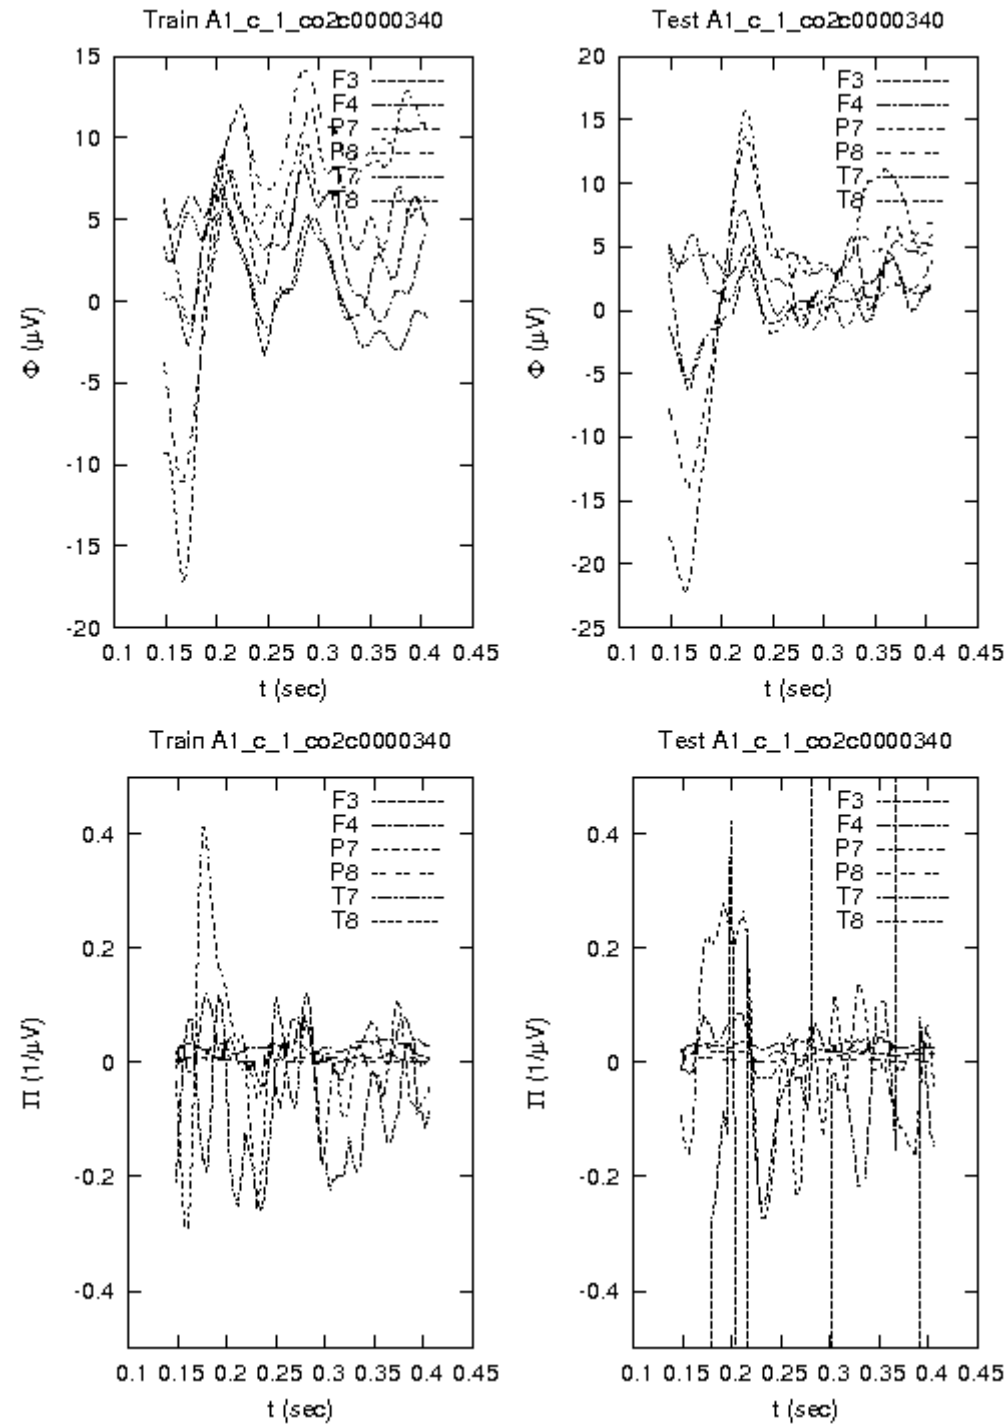 Train A1_c_1_co2c0000340
15
10
5
0
-5
-10
-15
-20
Φ (μV)
F3
F4
P7
P8
T7
T8
0.1 0.15 0.2 0.25 0.3 0.35 0.4 0.45
t (sec)
Test A1_c_1_co2c0000340
20
15
10
5
0
-5
-10
-15
-20
-25
Φ (μV)
F3
F4
P7
P8
T7
T8
0.1 0.15 0.2 0.25 0.3 0.35 0.4 0.45
t (sec)
Train A1_c_1_co2c0000340
0.4
0.2
0
-0.2
-0.4
Π (1/μV)
F3
F4
P7
P8
T7
T8
0.1 0.15 0.2 0.25 0.3 0.35 0.4 0.45
t (sec)
Test A1_c_1_co2c0000340
0.4
0.2
0
-0.2
-0.4
Π (1/μV)
F3
F4
P7
P8
T7
T8
0.1 0.15 0.2 0.25 0.3 0.35 0.4 0.45
t (sec)